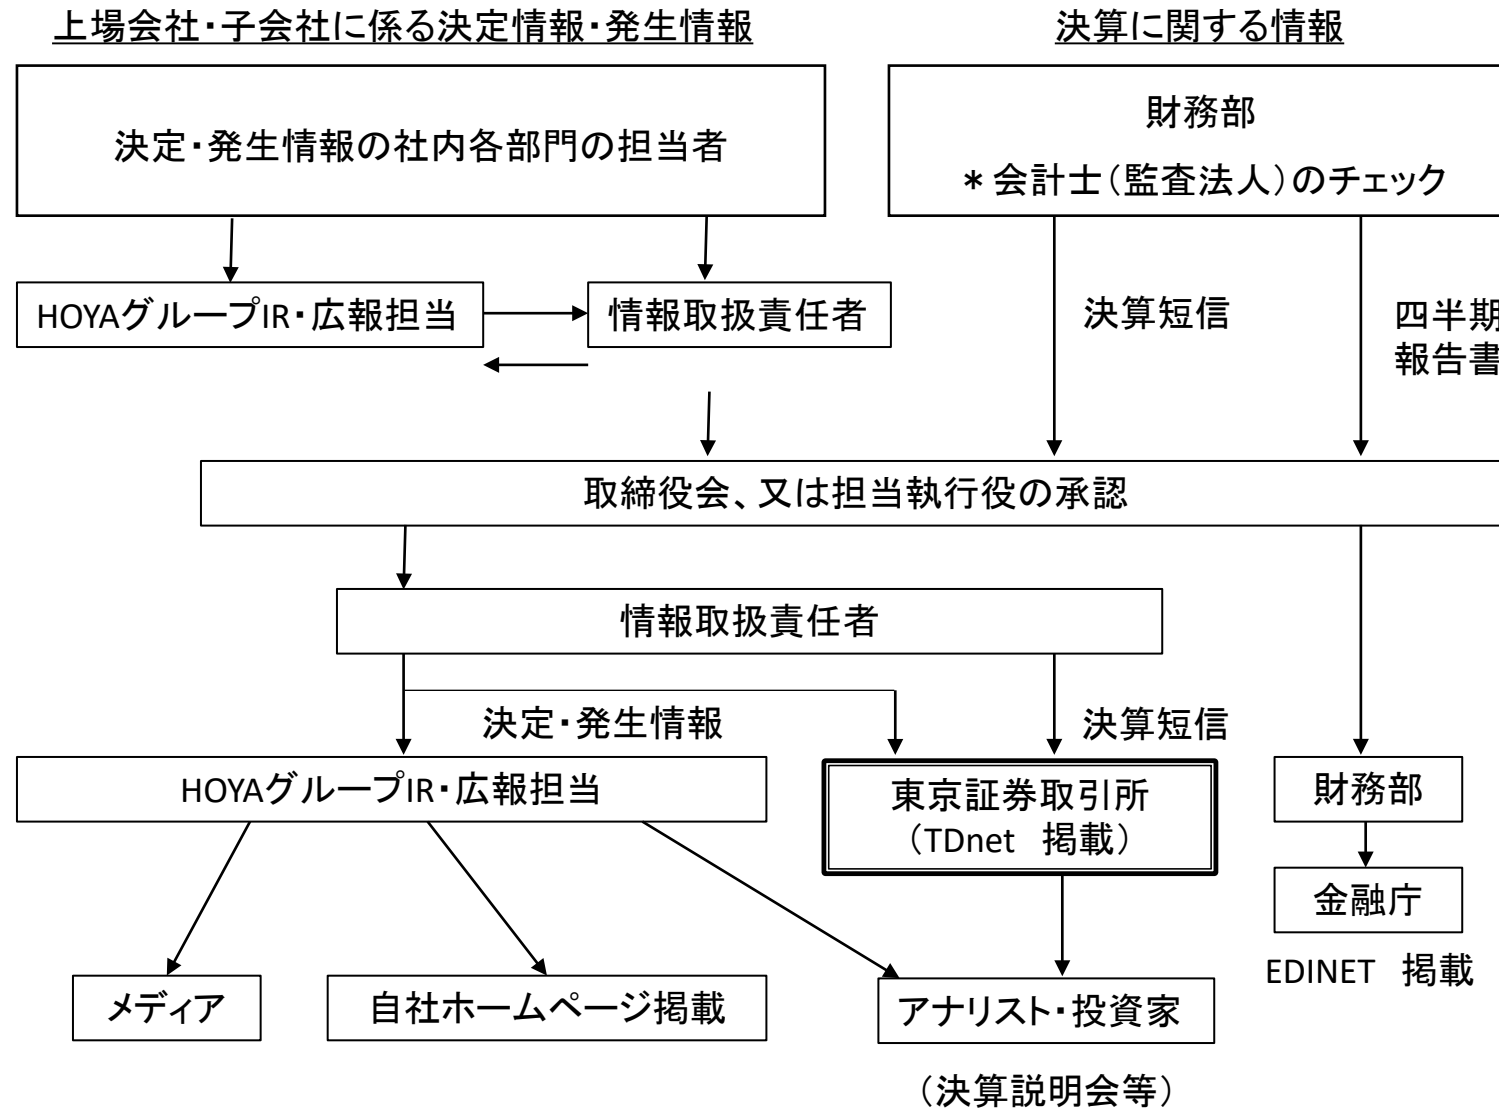 上場会社・子会社に係る決定情報・発生情報
決算に関する情報
決定・発生情報の社内各部門の担当者
財務部
＊会計士（監査法人）のチェック
HOYAグループIR・広報担当
情報取扱責任者
決算短信
四半期
報告書
取締役会、又は担当執行役の承認
情報取扱責任者
決定・発生情報
決算短信
HOYAグループIR・広報担当
東京証券取引所
（TDnet　掲載）
財務部
金融庁
EDINET　掲載
メディア
自社ホームページ掲載
アナリスト・投資家
（決算説明会等）